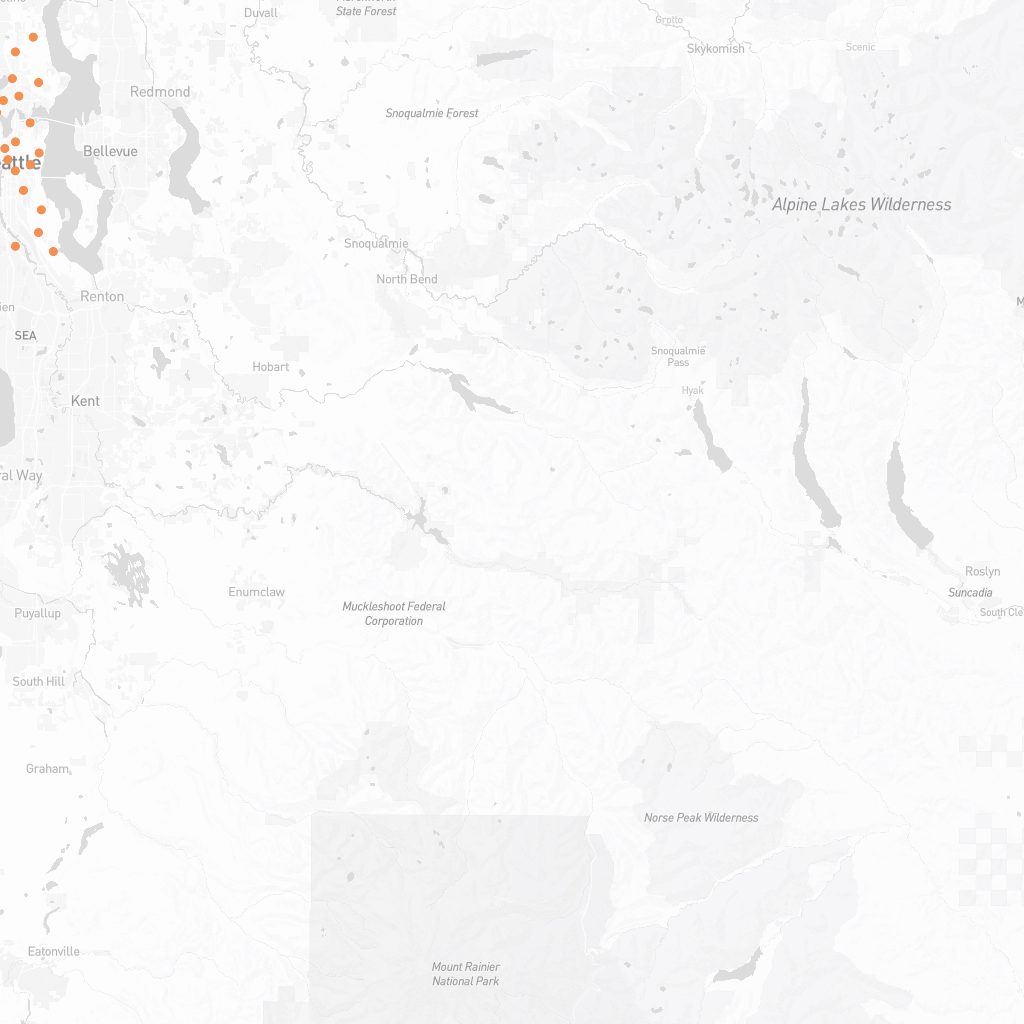 Duvall
State Forest
Grotto
Skykomish
Scenic
Redmond
Snoqualmie Forest
Bellevue
attle
Alpine Lakes Wilderness
Snoqualmie
North Bend
Renton
ien
SEA
M
Snoqualmie
Pass
Hobart
Hyak
Kent
ral Way
Roslyn
Suncadia
South Cle
Enumclaw
Muckleshoot Federal
Corporation
Puyallup
South Hill
Graham
Norse Peak Wilderness
Eatonville
Mount Rainier
National Park